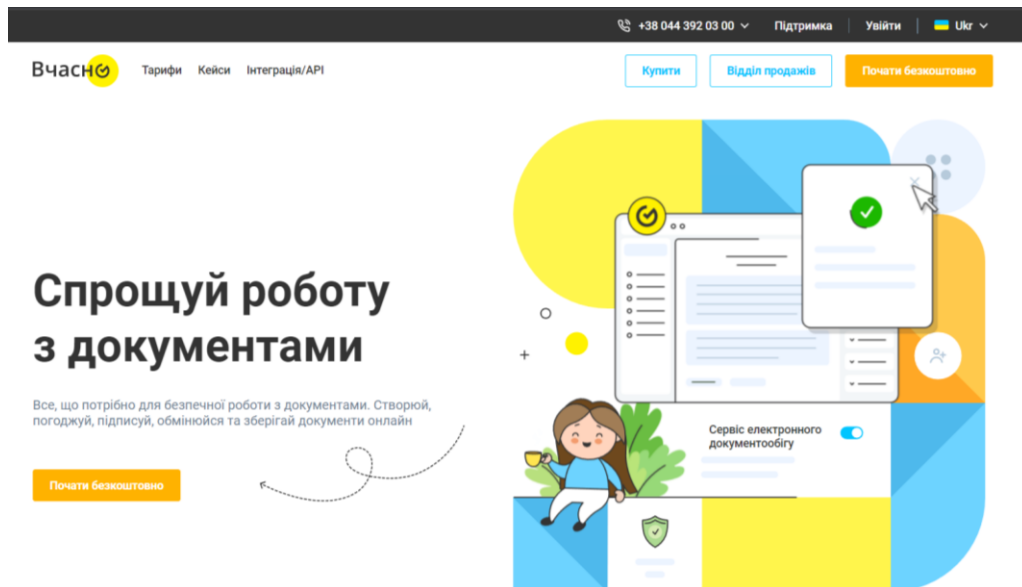 +38 044 392 03 00 Підтримка Увійти Ukr
Вчасно Тарифи Кейси Інтеграція/API Купити Відділ продажів Почати безкоштовно
Спрощуй роботу
з документами
Все, що потрібно для безпечної роботи з документами. Створюй,
погоджуй, підписуй, обмінюйся та зберігай документи онлайн
Почати безкоштовно
Сервіс електронного
документообігу